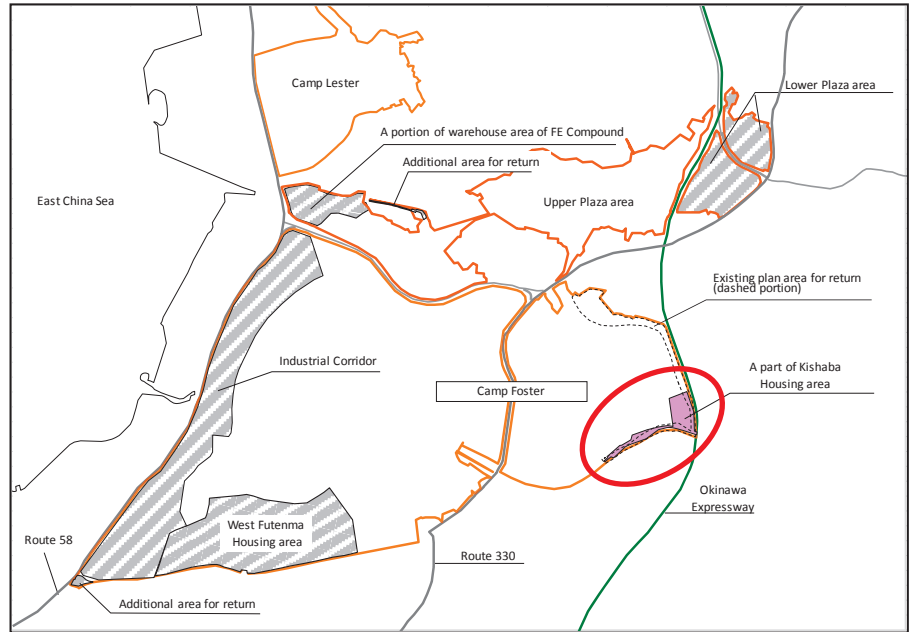 Camp Lester
Lower Plaza area
A portion of warehouse area of FE Compound
Additional area for return
East China Sea
Upper Plaza area
Existing plan area for return
(dashed portion)
Industrial Corridor
A part of Kishaba
Housing area
Camp Foster
Okinawa
Expressway
West Futenma
Housing area
Route 58
Route 330
Additional area for return